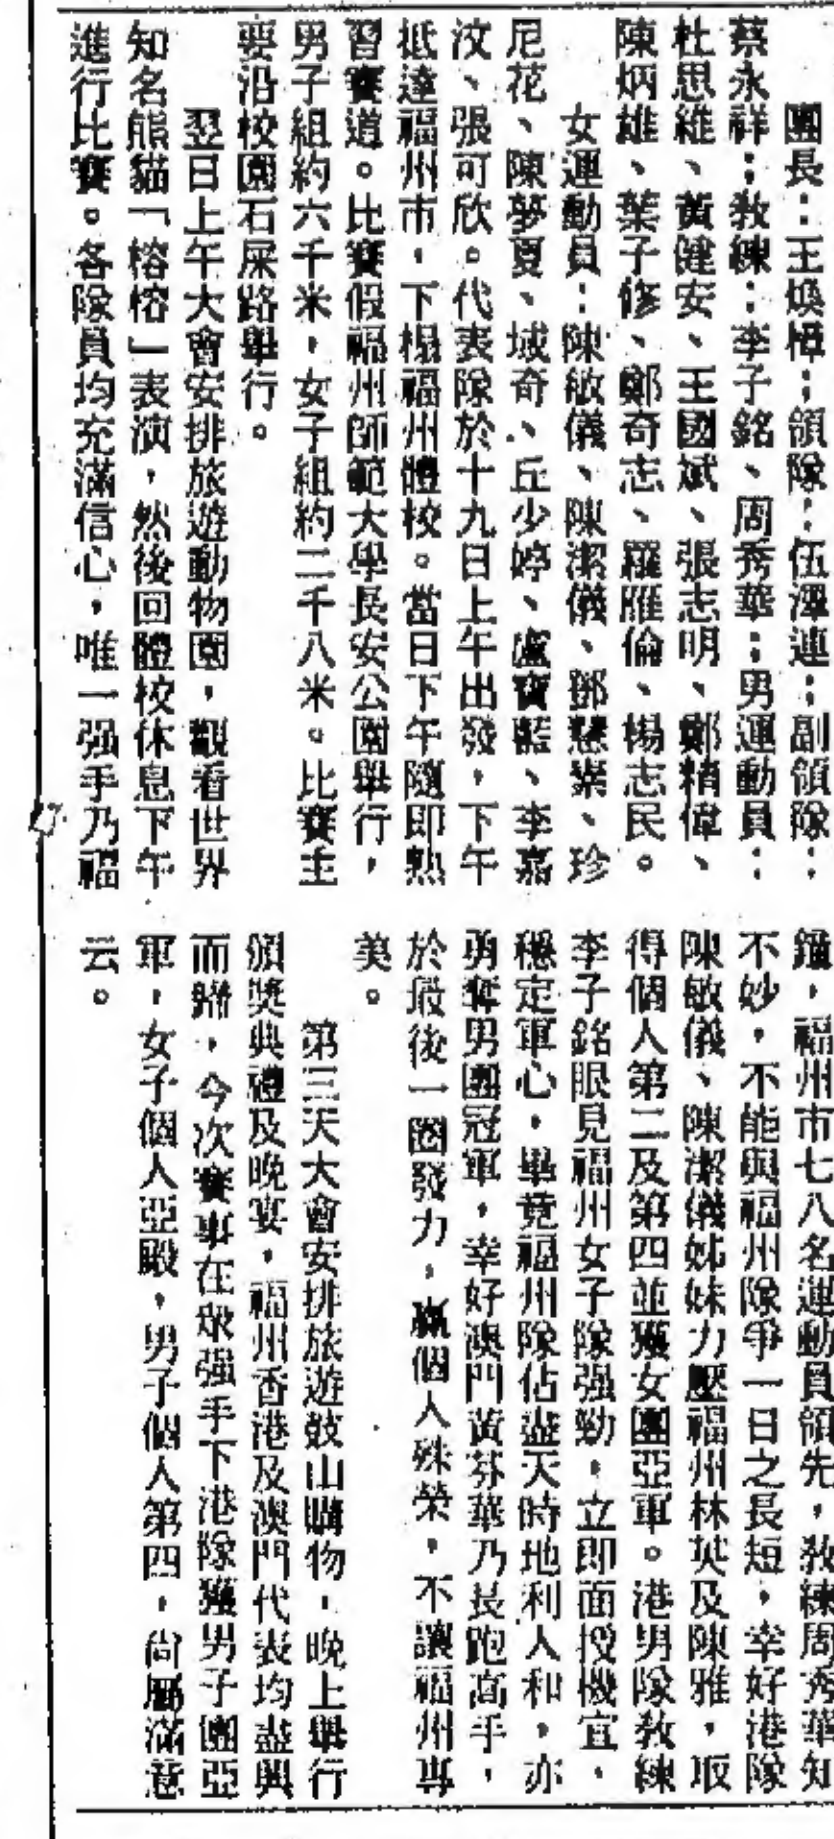 團長：王煥樟；領隊：伍澤連；副領隊：
蔡永祥；教練：李子銘、周秀華；男運動員：
杜思維、黃健安、王國斌、張志明、鄭精偉、
陳炳雄、葉子修、鄭奇志、羅雁倫、楊志民。
女運動員：陳敏儀、陳潔儀、鄧慧業、珍
尼花、陳夢夏、城奇、丘少婷、盧寶藍、李嘉
汶、張可欣。代表隊於十九日上午出發，下午
抵達福州市，下榻福州體校。當日下午隨即熟
習賽道。比賽假福州師範大學長安公園舉行，
男子組約六千米，女子組約二千八米。比賽主
要沿校園石屎路舉行。
翌日上午大會安排旅遊動物園，觀看世界
知名熊貓「榕榕」表演，然後回體校休息下午
進行比賽。各隊員均充滿信心，唯一强手乃福
，福州市七八名運動員領先，教練周秀華知
不妙，不能與福州隊爭一日之長短，幸好港隊
陳敏儀、陳潔儀姊妹力壓福州林英及陳雅，取
得個人第二及第四並獲女團亞軍。港男隊教練
李子銘眼見福州女子隊强勁，立即面授機宜，
穩定軍心，畢竟福州隊佔盡天時地利人和，亦
勇奪男團冠軍，幸好澳門黃芬華乃長跑高手，
於最後一圈發力，贏個人殊榮，不讓福州專
美。
第三天大會安排旅遊鼓山購物，晚上舉行
頒獎典禮及晚宴，福州香港及澳門代表均盡興
而歸，今次賽事在眾强手下港隊獲男子團亞
軍，女子個人亞殿，男子個人第四，尚屬滿意
云。